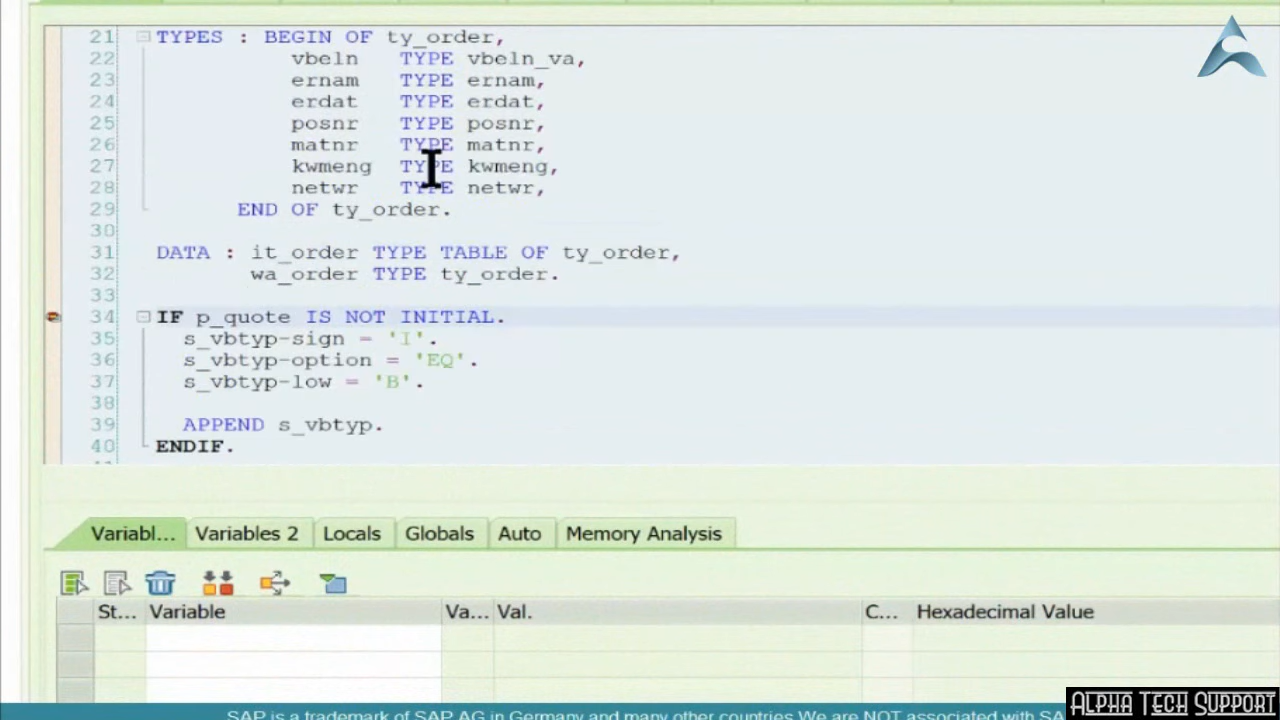 21 TYPES : BEGIN OF ty_order,
22 vbeln TYPE vbeln_va,
23 ernam TYPE ernam,
24 erdat TYPE erdat,
25 posnr TYPE posnr,
26 matnr TYPE matnr,
27 kwmeng TYPE kwmeng,
28 netwr TYPE netwr,
29 END OF ty_order.
30
31 DATA : it_order TYPE TABLE OF ty_order,
32 wa_order TYPE ty_order.
33
34 IF p_quote IS NOT INITIAL.
35 s_vbtyp-sign = 'I'.
36 s_vbtyp-option = 'EQ'.
37 s_vbtyp-low = 'B'.
38
39 APPEND s_vbtyp.
40 ENDIF.
Variabl... Variables 2 Locals Globals Auto Memory Analysis
St... Variable Va... Val. C... Hexadecimal Value
ALPHA TECH SUPPORT
SAP is a trademark of SAP AG in Germany and many other countries We are NOT associated with SA